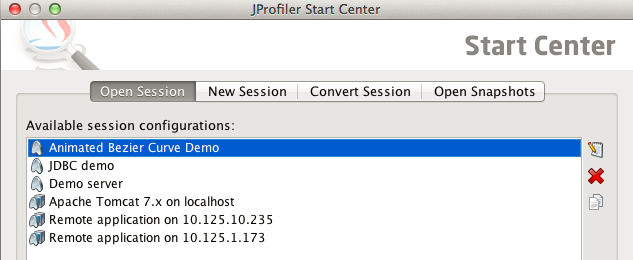 JProfiler Start Center
Start Center
Open Session New Session Convert Session Open Snapshots
Available session configurations:
Animated Bezier Curve Demo
JDBC demo
Demo server
Apache Tomcat 7.x on localhost
Remote application on 10.125.10.235
Remote application on 10.125.1.173